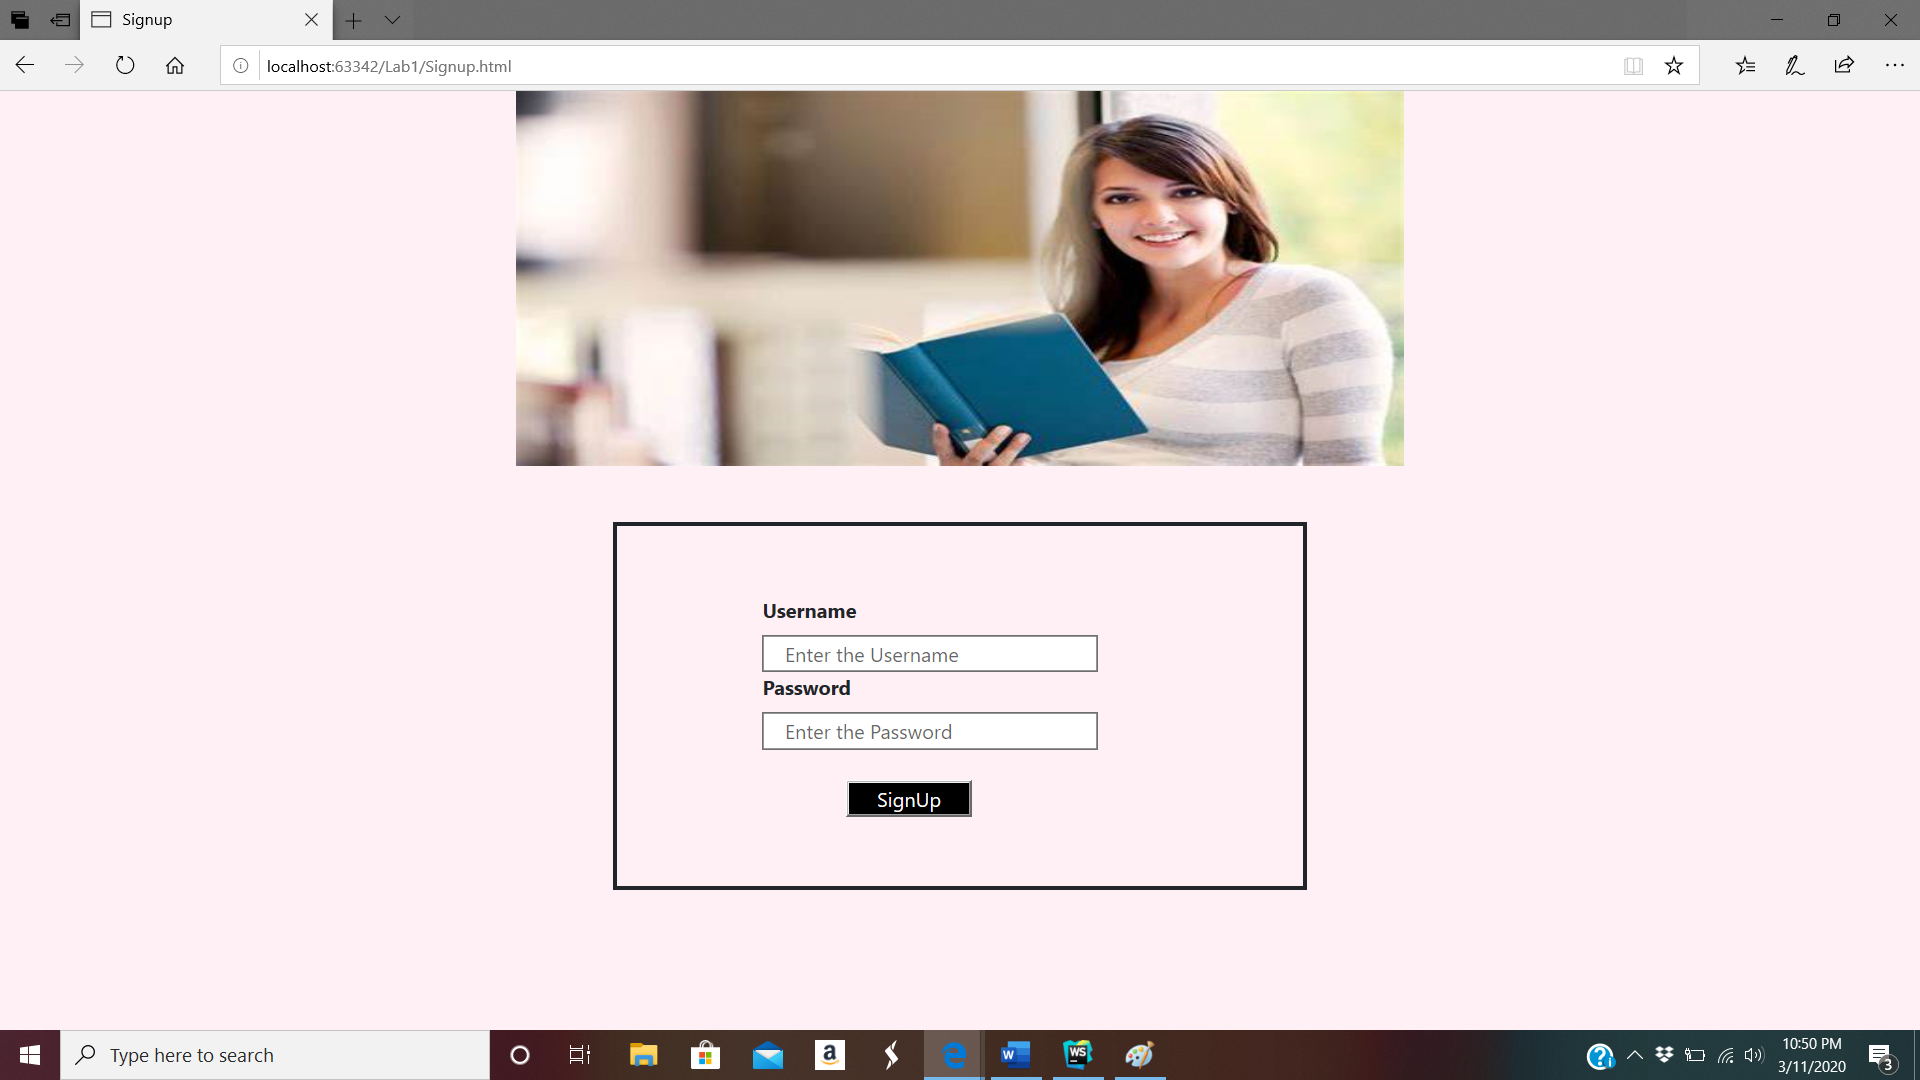 Signup
localhost:63342/Lab1/Signup.html
Username
Enter the Username
Password
Enter the Password
SignUp
Type here to search
a
W
WS
10:50 PM
3/11/2020
3